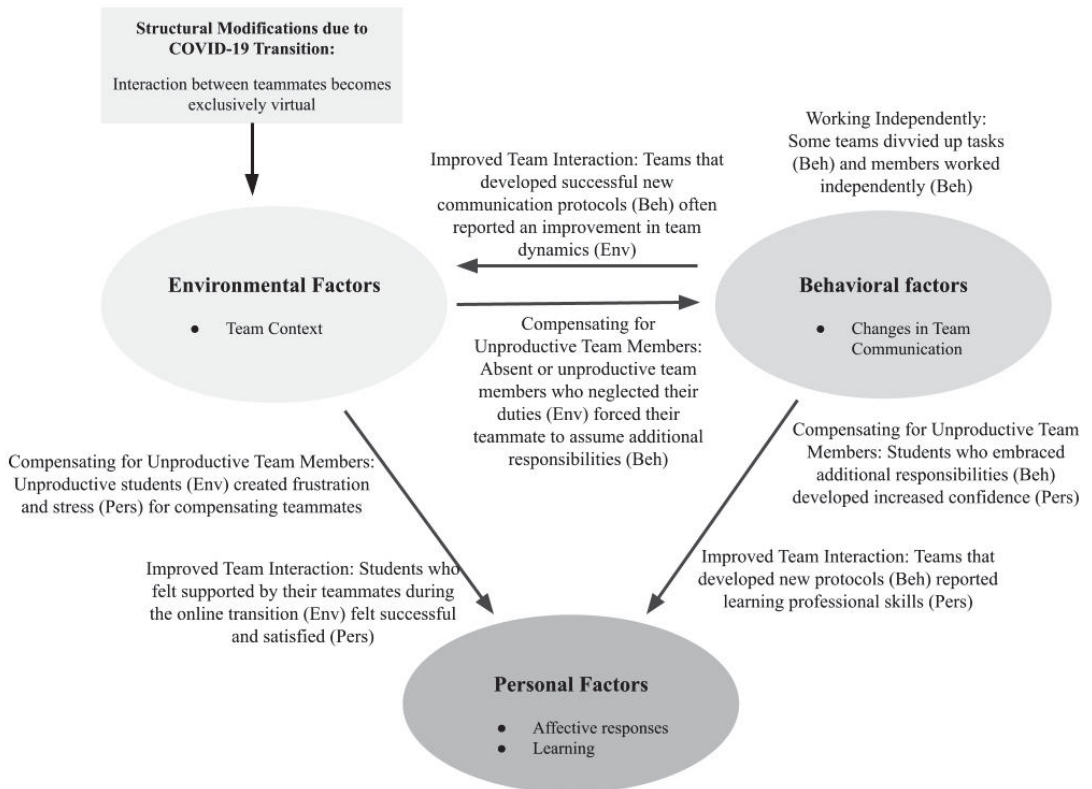 Structural Modifications due to
COVID-19 Transition:
Interaction between teammates becomes
exclusively virtual
Working Independently:
Some teams divvied up tasks
(Beh) and members worked
independently (Beh)
Improved Team Interaction: Teams that
developed successful new
communication protocols (Beh) often
reported an improvement in team
dynamics (Env)
Environmental Factors
● Team Context
Behavioral factors
● Changes in Team
Communication
Compensating for
Unproductive Team Members:
Absent or unproductive team
members who neglected their
duties (Env) forced their
teammate to assume additional
responsibilities (Beh)
Compensating for Unproductive Team Members:
Unproductive students (Env) created frustration
and stress (Pers) for compensating teammates
Compensating for Unproductive Team
Members: Students who embraced
additional responsibilities (Beh)
developed increased confidence (Pers)
Improved Team Interaction: Students who
felt supported by their teammates during
the online transition (Env) felt successful
and satisfied (Pers)
Improved Team Interaction: Teams that
developed new protocols (Beh) reported
learning professional skills (Pers)
Personal Factors
● Affective responses
● Learning